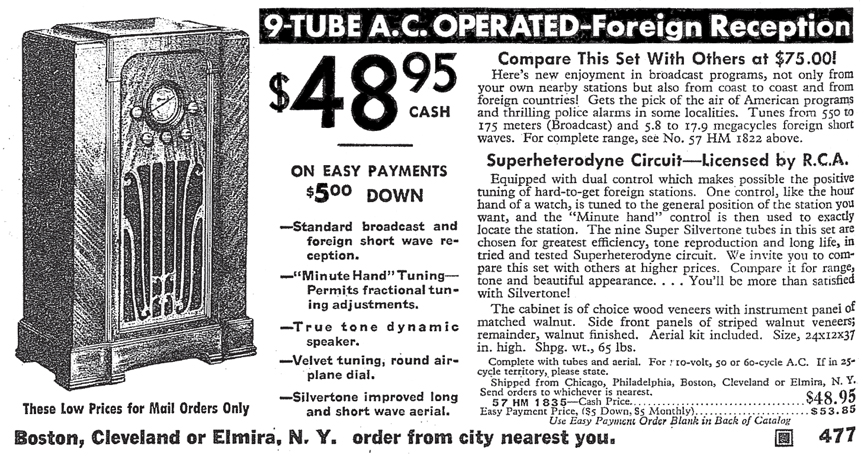 9-TUBE A.C. OPERATED—Foreign Reception
$48.95
CASH
ON EASY PAYMENTS
$5.00 DOWN
—Standard broadcast and
foreign short wave re-
ception.
—"Minute Hand" Tuning—
Permits fractional tun-
ing adjustments.
—True tone dynamic
speaker.
—Velvet tuning, round air-
plane dial.
—Silvertone improved long
and short wave aerial.
Compare This Set With Others at $75.00!
Here's new enjoyment in broadcast programs, not only from
your own nearby stations but also from coast to coast and from
foreign countries! Gets the pick of the air of American programs
and thrilling police alarms in some localities. Tunes from 550 to
175 meters (Broadcast) and 5.8 to 17.9 megacycles foreign short
waves. For complete range, see No. 57 HM 1822 above.
Superheterodyne Circuit—Licensed by R.C.A.
Equipped with dual control which makes possible the positive
tuning of hard-to-get foreign stations. One control, like the hour
hand of a watch, is tuned to the general position of the station you
want, and the "Minute hand" control is then used to exactly
locate the station. The nine Super Silvertone tubes in this set are
chosen for greatest efficiency, tone reproduction and long life, in
tried and tested Superheterodyne circuit. We invite you to com-
pare this set with others at higher prices. Compare it for range,
tone and beautiful appearance. . . . You'll be more than satisfied
with Silvertone!
The cabinet is of choice wood veneers with instrument panel of
matched walnut. Side front panels of striped walnut veneers;
remainder, walnut finished. Aerial kit included. Size, 24x12x37
in. high. Shpg. wt., 65 lbs.
Complete with tubes and aerial. For 110-volt, 50 or 60-cycle A.C. If in 25-
cycle territory, please state.
Shipped from Chicago, Philadelphia, Boston, Cleveland or Elmira, N. Y.
Send orders to whichever is nearest.
57 HM 1835—Cash Price..............................$48.95
Easy Payment Price, ($5 Down, $5 Monthly)....................$53.85
Use Easy Payment Order Blank in Back of Catalog
These Low Prices for Mail Orders Only
Boston, Cleveland or Elmira, N. Y. order from city nearest you.
477